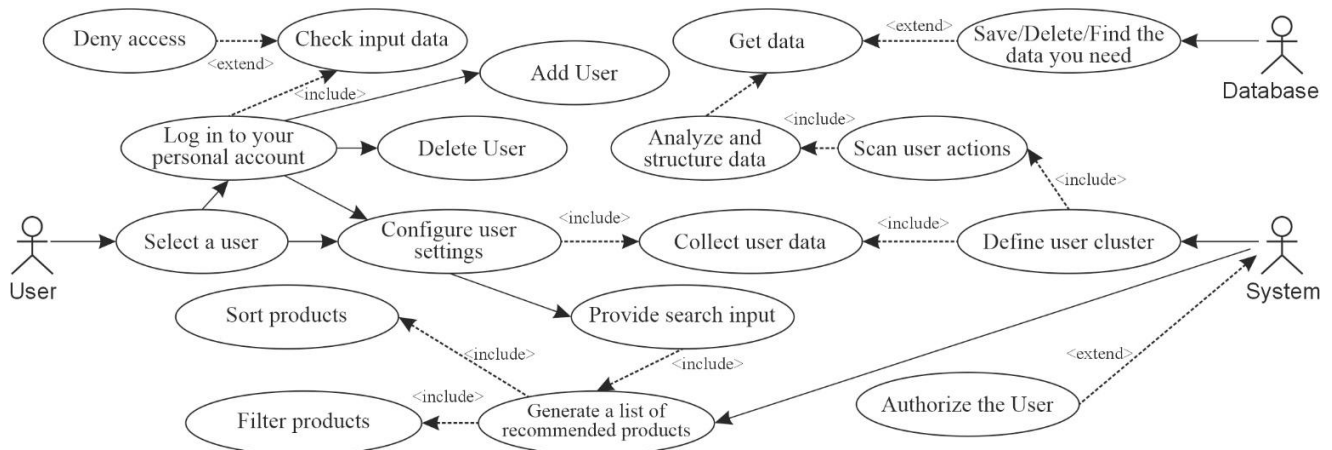 Deny access
<extend>
Check input data
Get data
<extend>
Save/Delete/Find the
data you need
Database
<include>
Add User
Log in to your
personal account
Delete User
Analyze and
structure data
<include>
Scan user actions
<include>
User
Select a user
Configure user
settings
<include>
Collect user data
<include>
Define user cluster
System
Sort products
<include>
Provide search input
<include>
<extend>
Filter products
<include>
Generate a list of
recommended products
Authorize the User